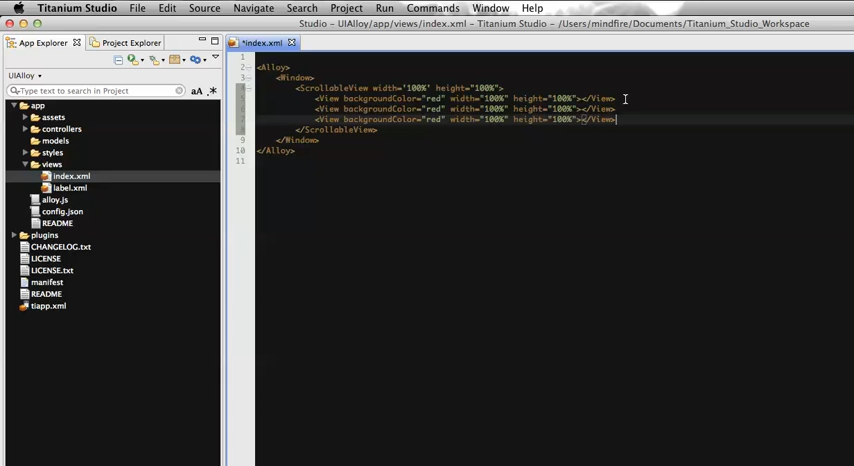 Titanium Studio File Edit Source Navigate Search Project Run Commands Window Help
Studio - UIAlloy/app/views/index.xml - Titanium Studio - /Users/mindfire/Documents/Titanium_Studio_Workspace
App Explorer Project Explorer
UIAlloy
Type text to search in Project aA .*
app
assets
controllers
models
styles
views
index.xml
label.xml
alloy.js
config.json
README
plugins
CHANGELOG.txt
LICENSE
LICENSE.txt
manifest
README
tiapp.xml
*index.xml
1
2 <Alloy>
3 <Window>
4 <ScrollableView width='100%' height="100%">
5 <View backgroundColor="red" width="100%" height="100%"></View>
6 <View backgroundColor="red" width="100%" height="100%"></View>
7 <View backgroundColor="red" width="100%" height="100%"></View>
8 </ScrollableView>
9 </Window>
10 </Alloy>
11